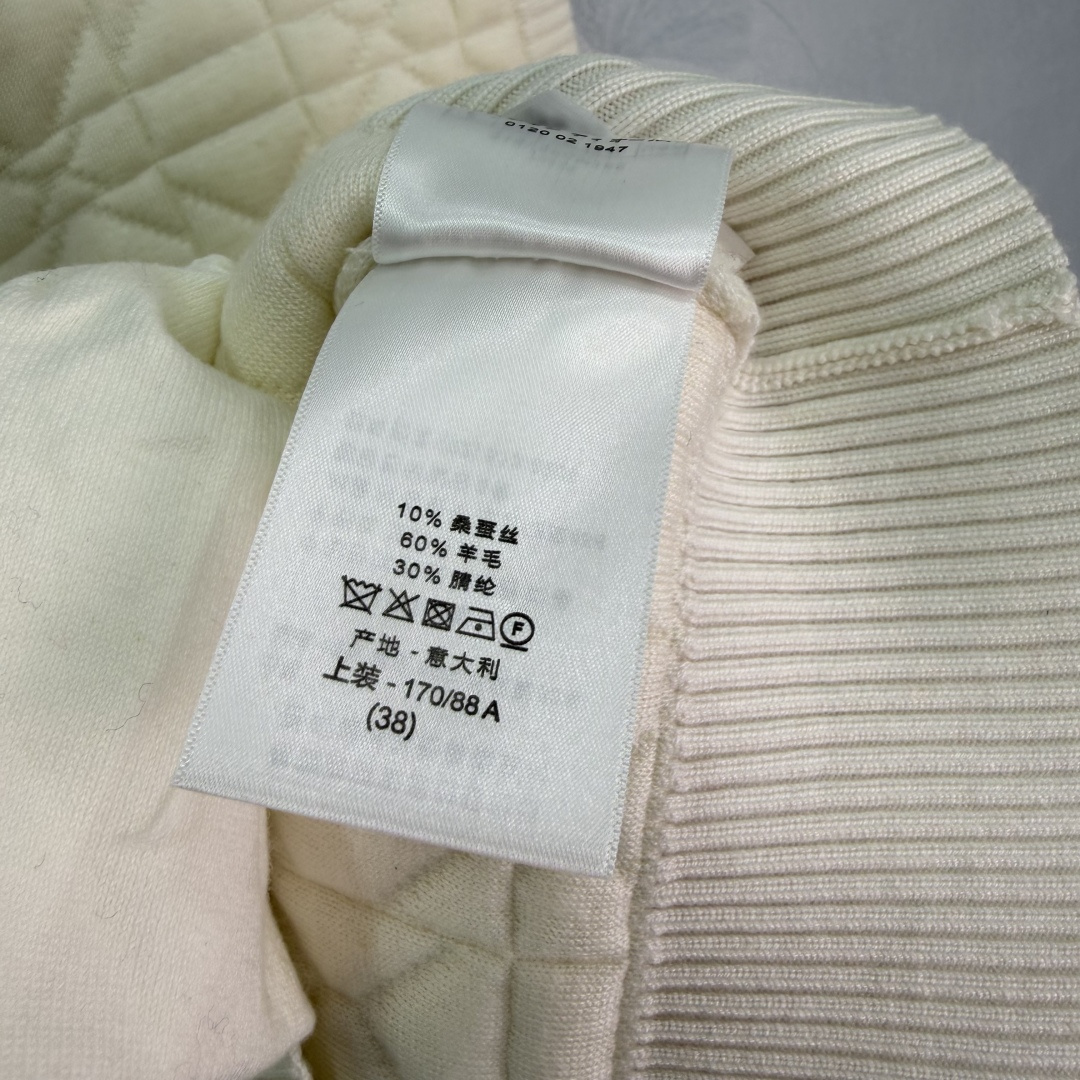 0120 02 1947
10% 桑蚕丝
60% 羊毛
30% 腈纶
F
产地 - 意大利
上装 - 170/88 A
(38)